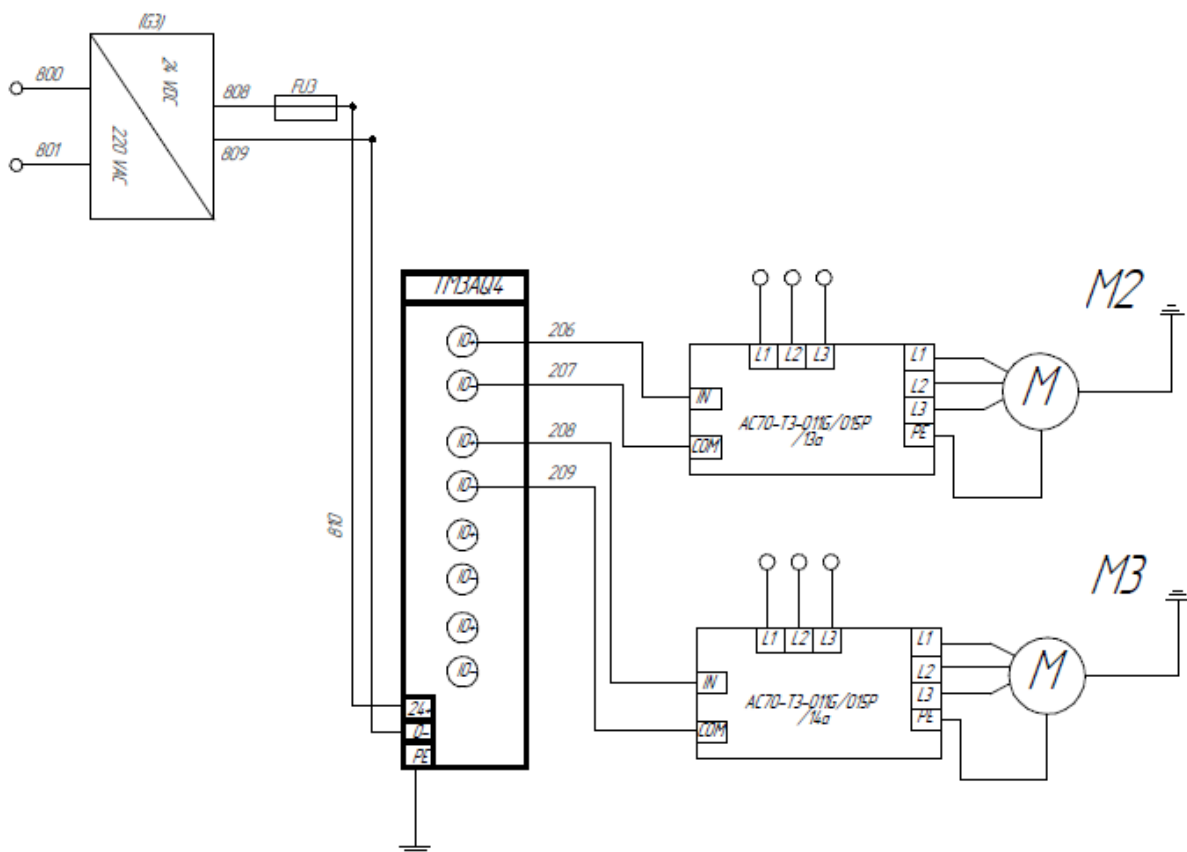 (G3)
800
24 VDC
808
FU3
220 VAC
801
809
TM3AQ4
M2
IO+
206
L1
L2
L3
L1
IO-
207
IN
L2
M
L3
AC70-T3-011G/015P
/13a
IO+
208
COM
PE
IO-
209
810
IO+
M3
IO-
IO+
L1
L2
L3
L1
IO-
IN
L2
M
L3
AC70-T3-011G/015P
/14a
24+
PE
0-
COM
PE